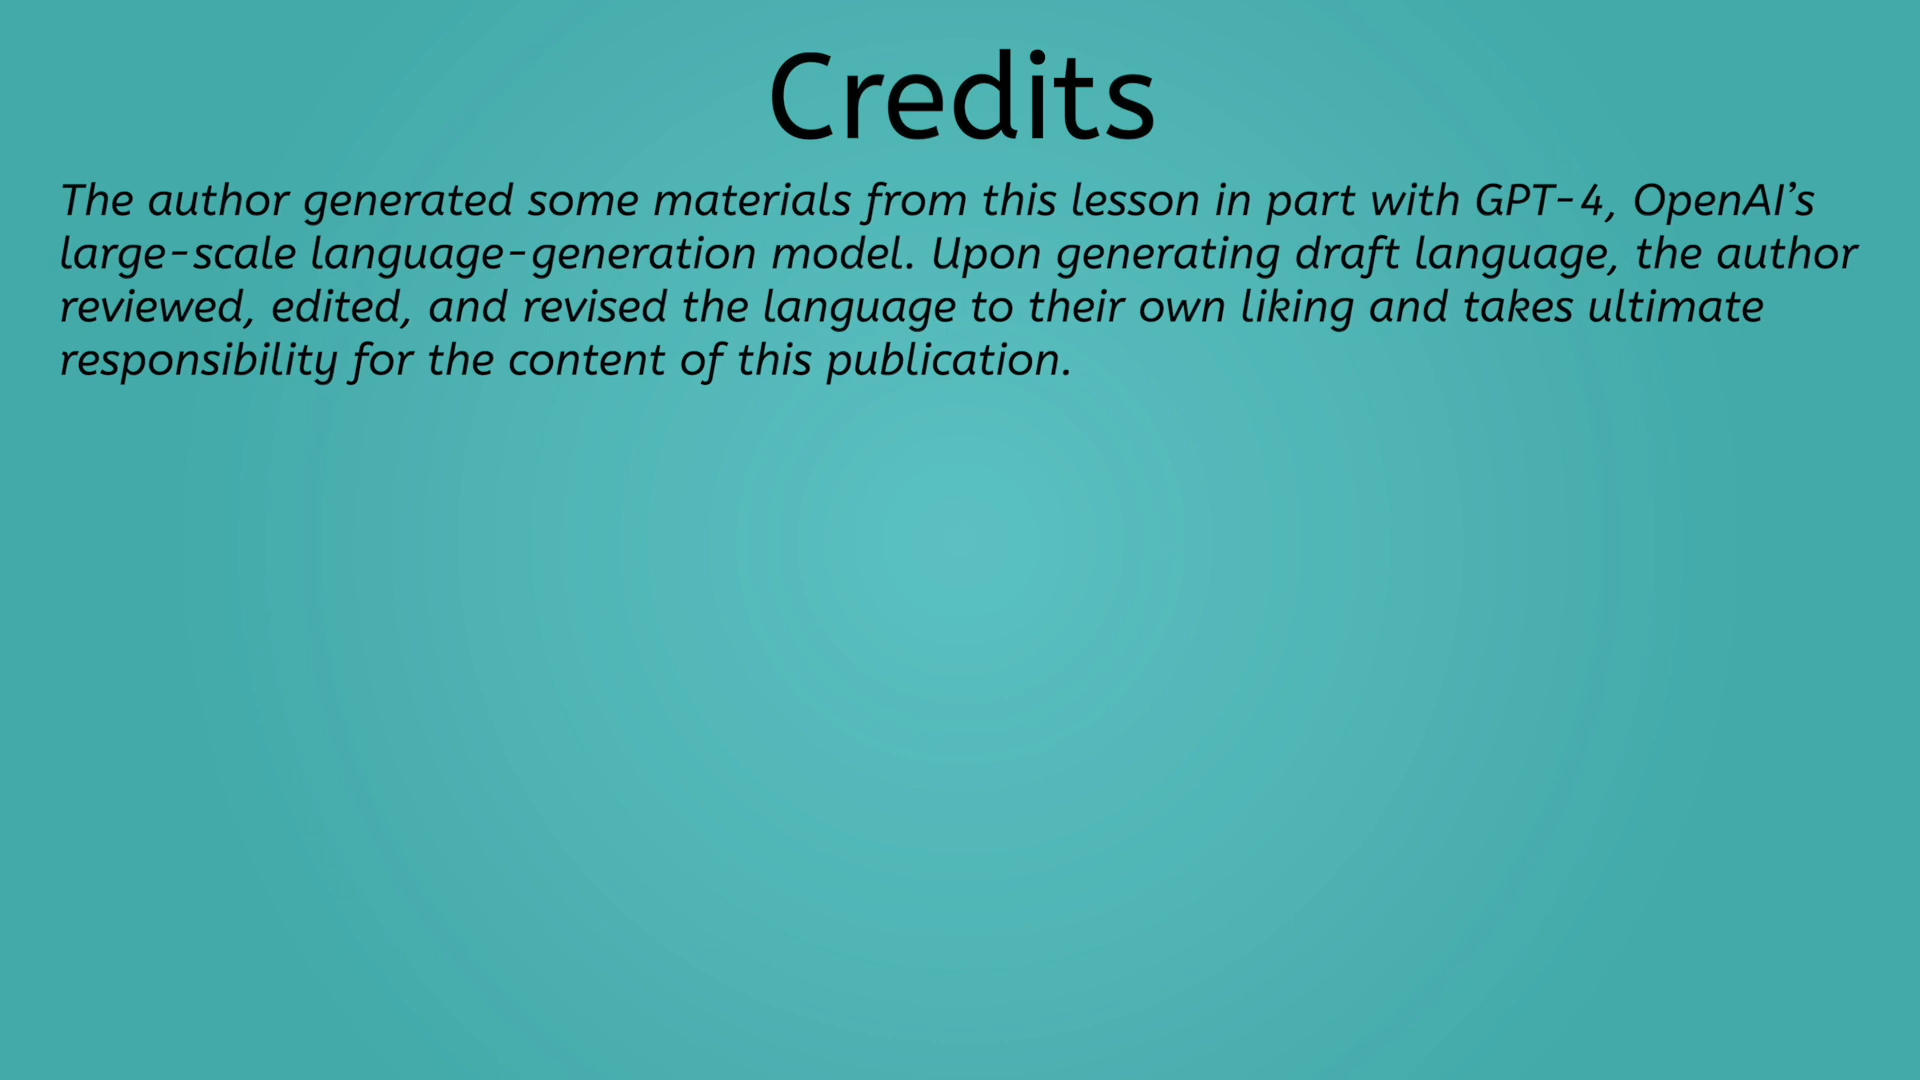 Credits
The author generated some materials from this lesson in part with GPT-4, OpenAI’s
large-scale language-generation model. Upon generating draft language, the author
reviewed, edited, and revised the language to their own liking and takes ultimate
responsibility for the content of this publication.